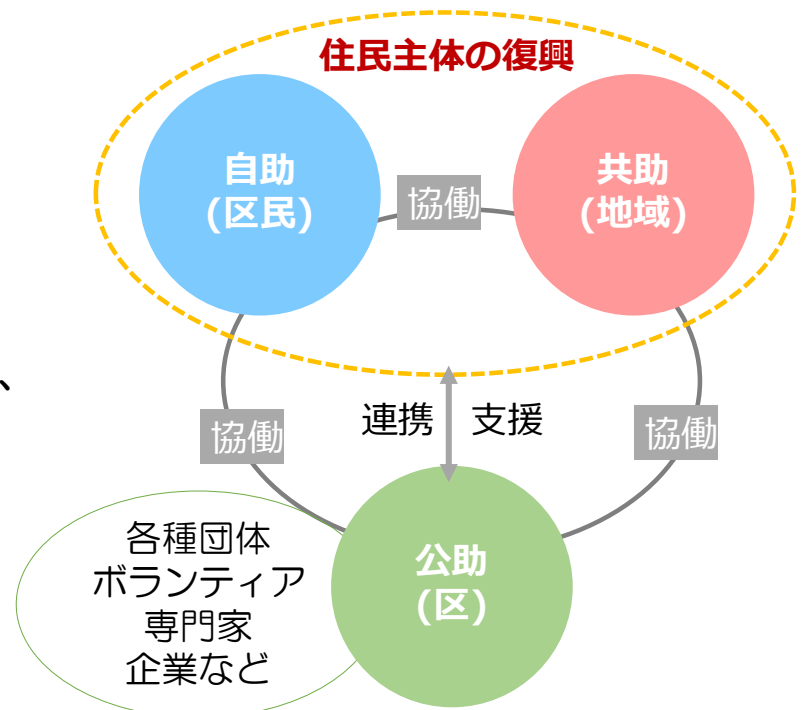 住民主体の復興
自助
(区民)
協働
共助
(地域)
、
連携
支援
協働
協働
各種団体
ボランティア
専門家
企業など
公助
(区)